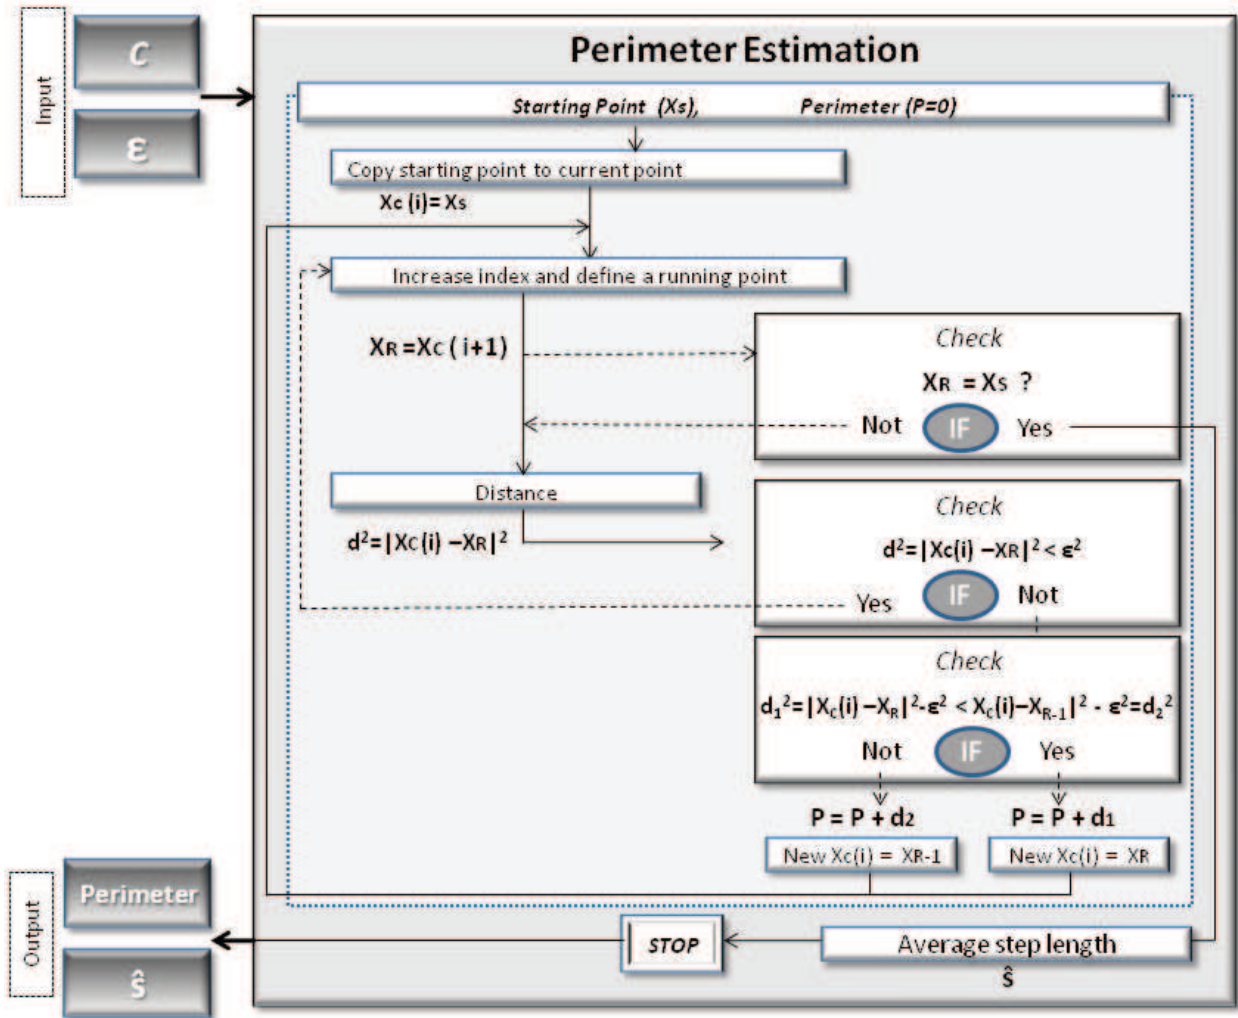 Input
C
ε
Perimeter Estimation
Starting Point (Xs), Perimeter (P=0)
Copy starting point to current point
Xc (i)= Xs
Increase index and define a running point
XR =XC ( i+1)
Check
XR = XS ?
Not IF Yes
Distance
d²=|XC(i) –XR|²
Check
d²=|Xc(i) –XR|² < ε²
Yes IF Not
Check
d₁²=|XC(i) –XR|²-ε² < XC(i)–XR-1|² - ε²=d₂²
Not IF Yes
P = P + d2 P = P + d1
New Xc(i) = XR-1 New Xc(i) = XR
Output
Perimeter
ŝ
STOP
Average step length
ŝ